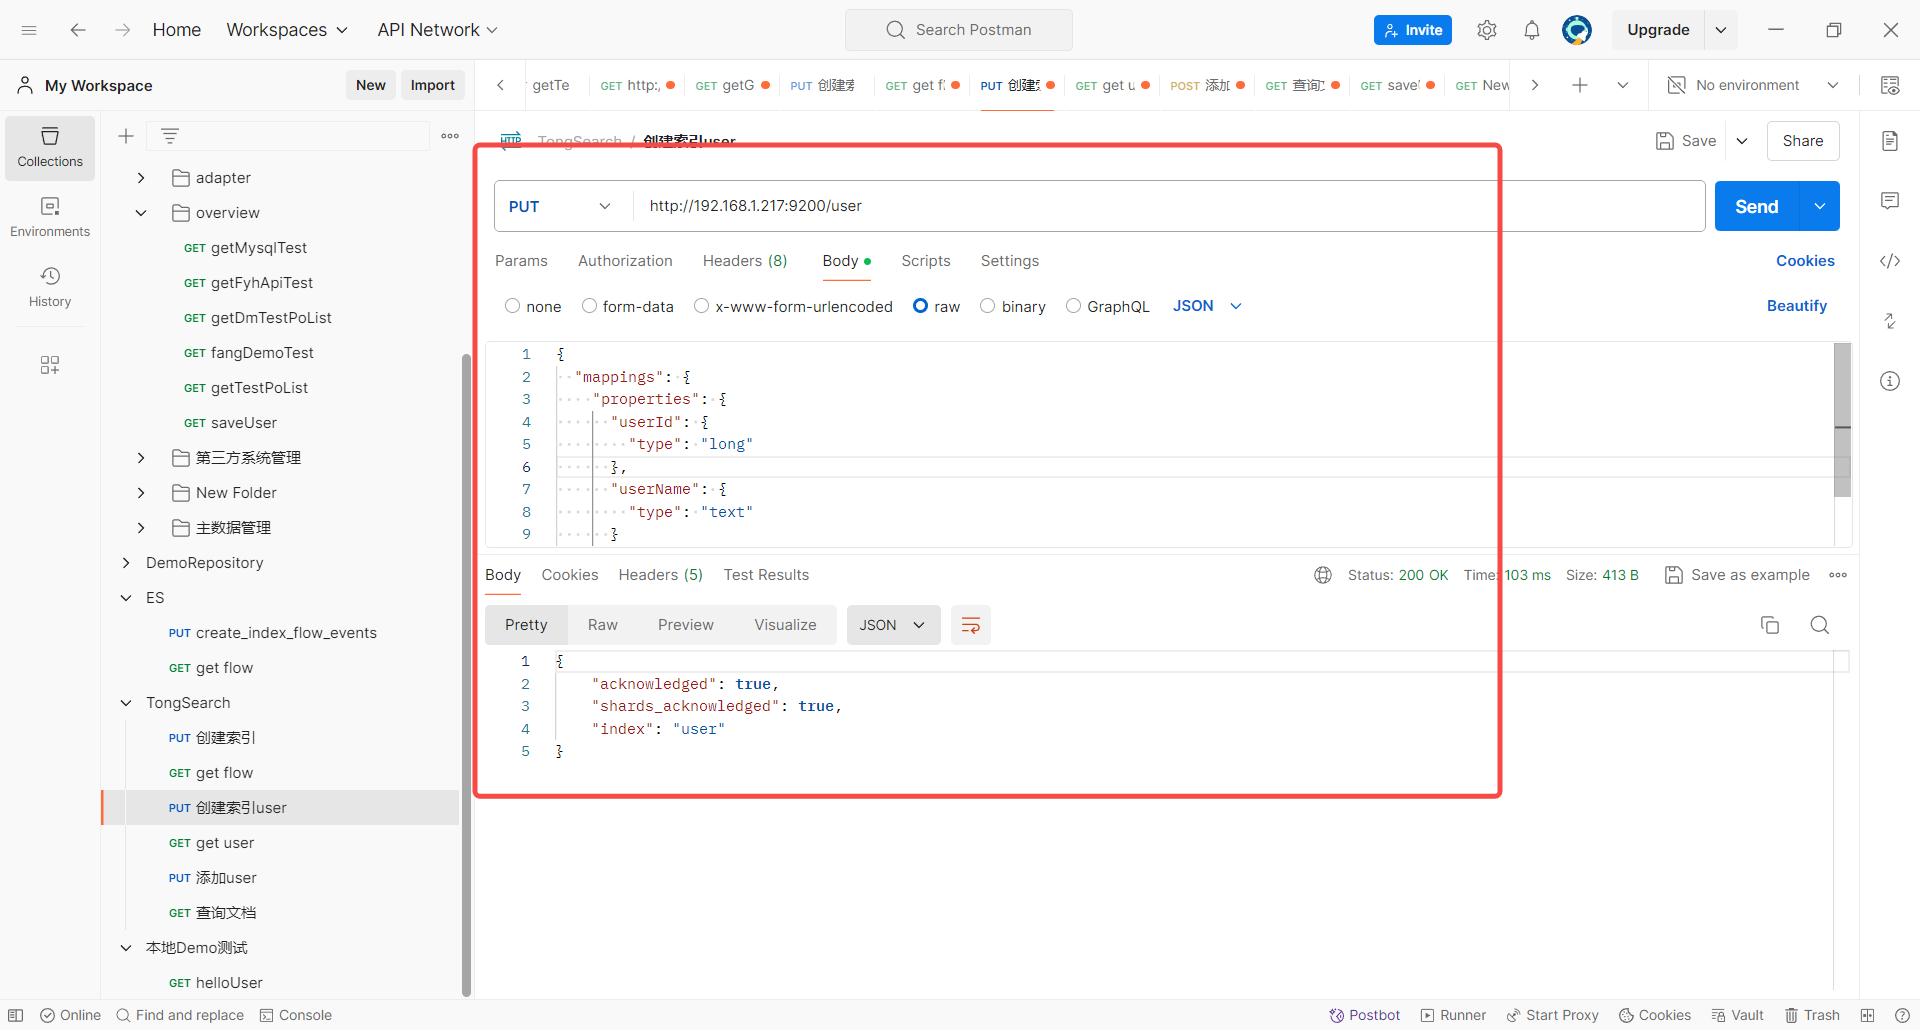 Home Workspaces API Network Search Postman Invite Upgrade
My Workspace New Import getTe GET http:/ GET getG PUT 创建索 GET get f PUT 创建 GET get u POST 添加 GET 查询 GET save GET New No environment
Collections
Environments
History
adapter
overview
GET getMysqlTest
GET getFyhApiTest
GET getDmTestPoList
GET fangDemoTest
GET getTestPoList
GET saveUser
第三方系统管理
New Folder
主数据管理
DemoRepository
ES
PUT create_index_flow_events
GET get flow
TongSearch
PUT 创建索引
GET get flow
PUT 创建索引user
GET get user
PUT 添加user
GET 查询文档
本地Demo测试
GET helloUser
HTTP TongSearch / 创建索引user Save Share
PUT http://192.168.1.217:9200/user Send
Params Authorization Headers (8) Body Scripts Settings Cookies
none form-data x-www-form-urlencoded raw binary GraphQL JSON Beautify
1 {
2 "mappings": {
3 "properties": {
4 "userId": {
5 "type": "long"
6 },
7 "userName": {
8 "type": "text"
9 }
Body Cookies Headers (5) Test Results Status: 200 OK Time: 103 ms Size: 413 B Save as example
Pretty Raw Preview Visualize JSON
1 {
2 "acknowledged": true,
3 "shards_acknowledged": true,
4 "index": "user"
5 }
Online Find and replace Console Postbot Runner Start Proxy Cookies Vault Trash